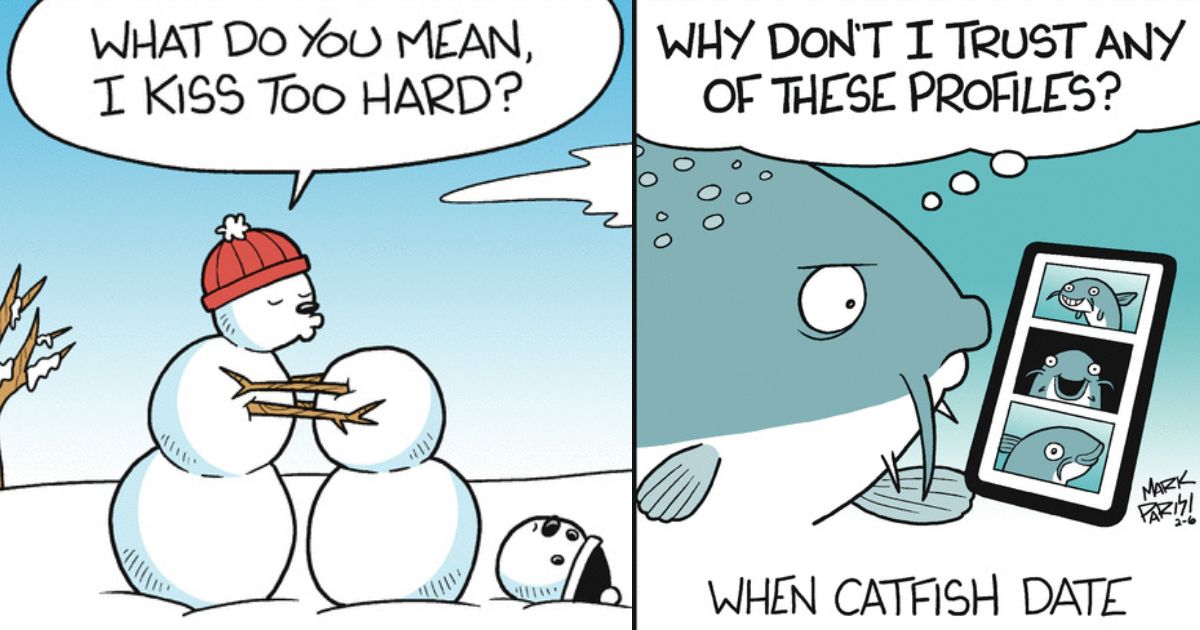 WHAT DO YOU MEAN,
I KISS TOO HARD?
WHY DON'T I TRUST ANY
OF THESE PROFILES?
MARK
PARISI
2-6
WHEN CATFISH DATE